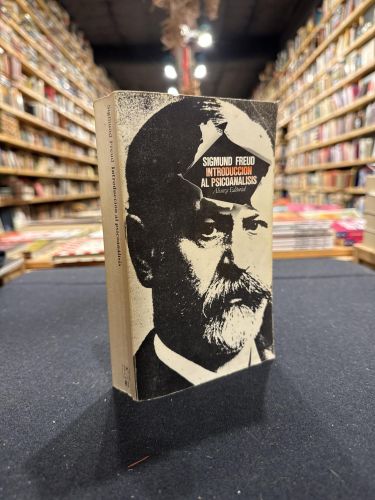 SIGMUND FREUD
INTRODUCCION
AL PSICOANALISIS
Alianza Editorial
Sigmund Freud: Introducción al psicoanálisis